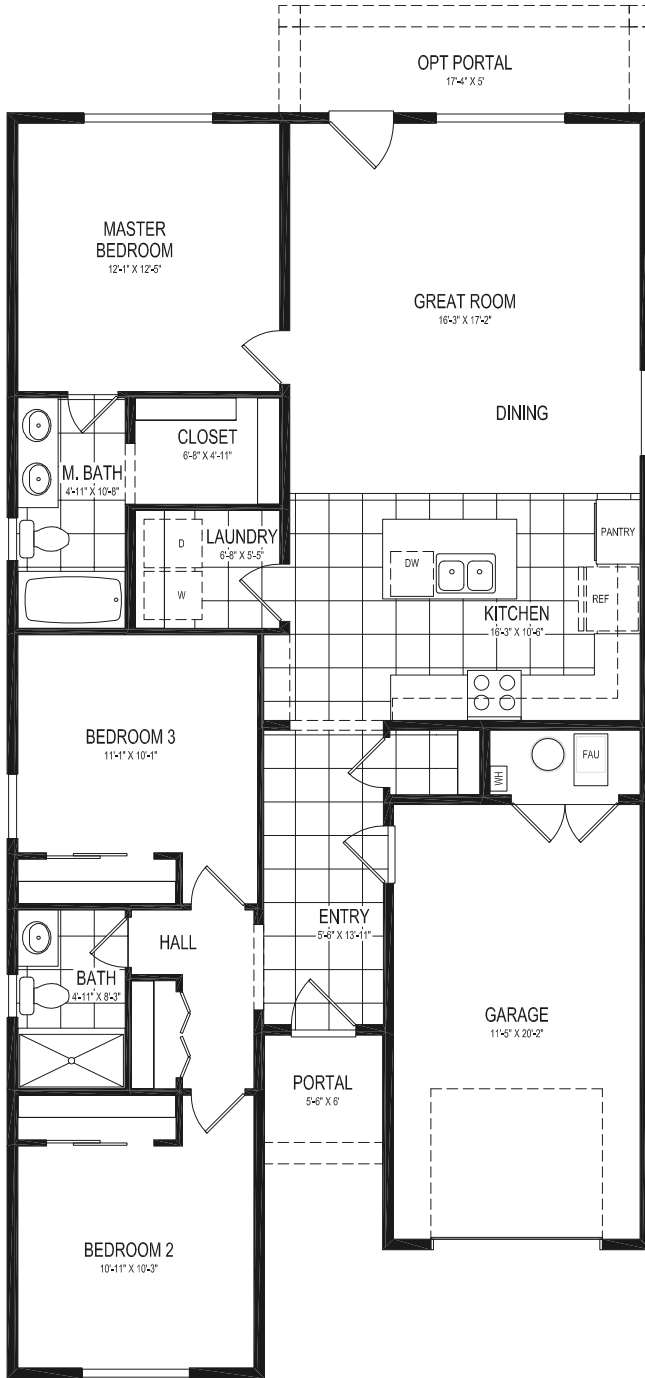 OPT PORTAL
17'-4" X 5'
MASTER
BEDROOM
12'-1" X 12'-5"
GREAT ROOM
16'-3" X 17'-2"
DINING
CLOSET
6'-8" X 4'-11"
M. BATH
4'-11" X 10'-8"
LAUNDRY
6'-8" X 5'-5"
D
W
DW
PANTRY
REF
KITCHEN
16'-3" X 10'-6"
BEDROOM 3
11'-1" X 10'-1"
WH
FAU
ENTRY
5'-6" X 13'-11"
HALL
BATH
4'-11" X 8'-3"
GARAGE
11'-5" X 20'-2"
PORTAL
5'-6" X 6'
BEDROOM 2
10'-11" X 10'-3"